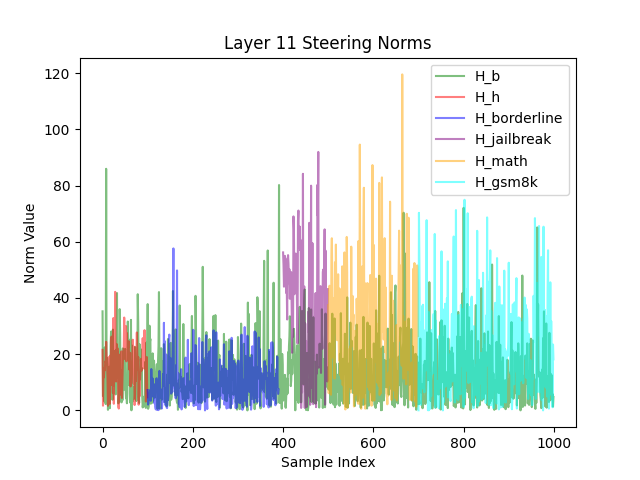 Layer 11 Steering Norms
H_b
H_h
H_borderline
H_jailbreak
H_math
H_gsm8k
Norm Value
120
100
80
60
40
20
0
0 200 400 600 800 1000
Sample Index